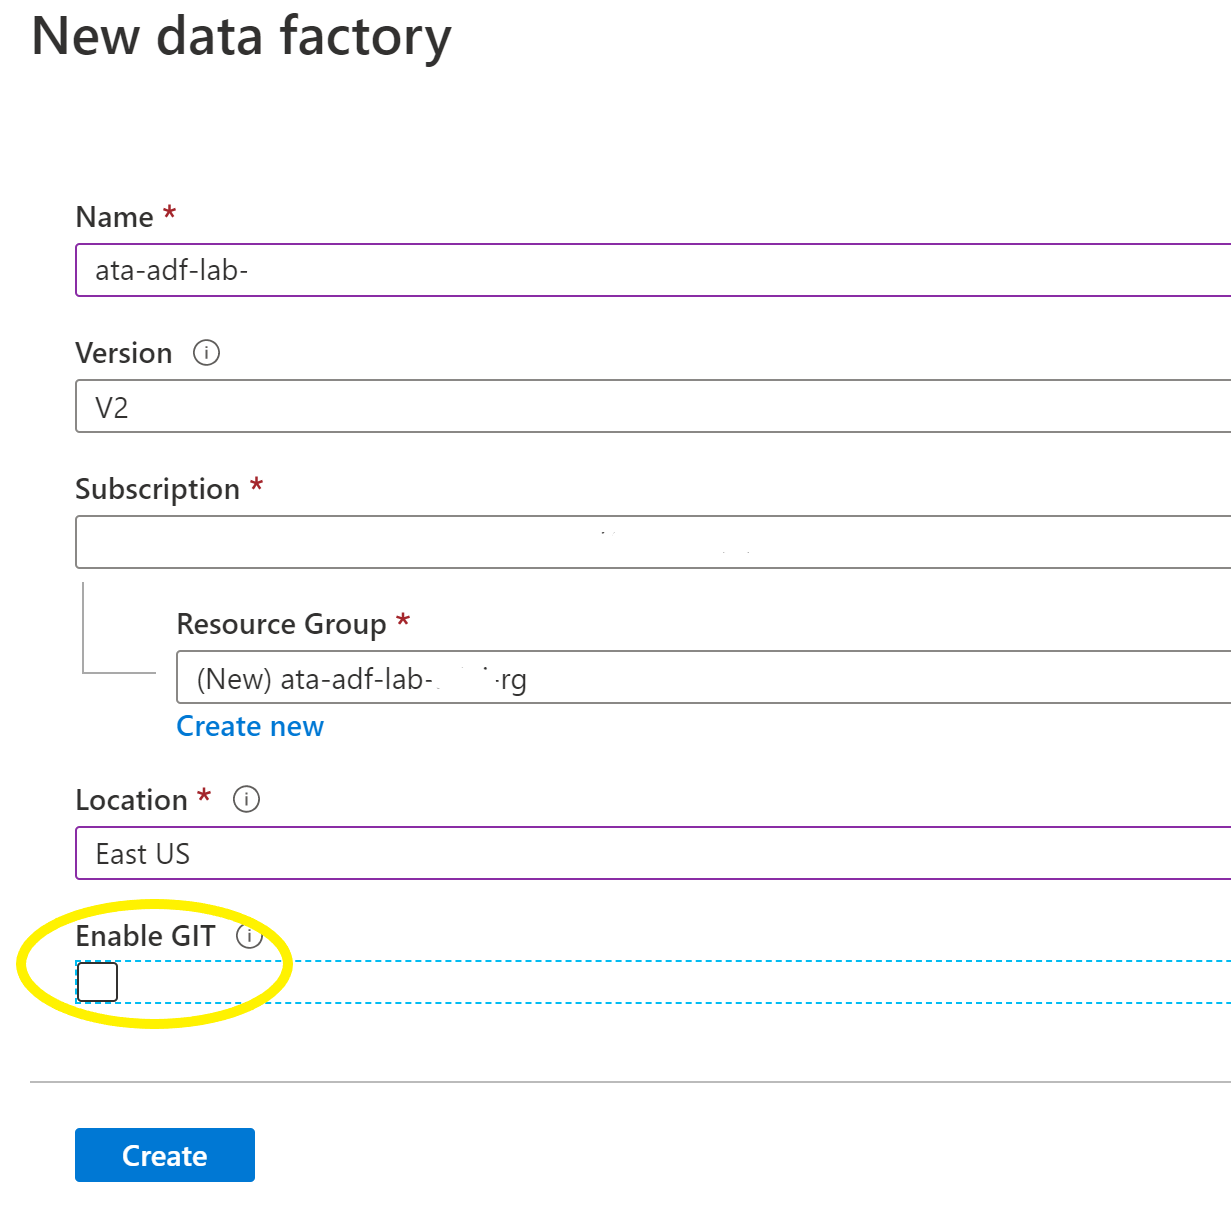 New data factory
Name *
ata-adf-lab-
Version
V2
Subscription *
Resource Group *
(New) ata-adf-lab- -rg
Create new
Location *
East US
Enable GIT
Create